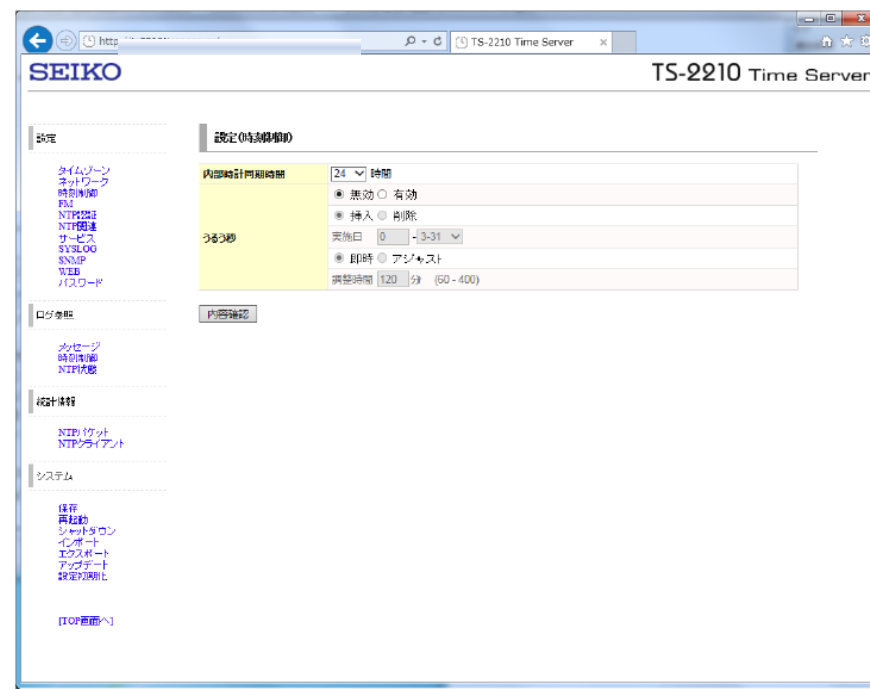 http
TS-2210 Time Server
SEIKO
TS-2210 Time Server
設定
タイムゾーン
ネットワーク
時刻制御
FM
NTP認証
NTP関連
サービス
SYSLOG
SNMP
WEB
パスワード
ログ参照
メッセージ
時刻制御
NTP状態
統計情報
NTPパケット
NTPクライアント
システム
保存
再起動
シャットダウン
インポート
エクスポート
アップデート
設定初期化
[TOP画面へ]
設定(時刻制御)
内部時計同期時間 24 時間
うるう秒
無効 有効
挿入 削除
実施日 0 - 3-31
即時 アジャスト
調整時間 120 分 (60 - 400)
内容確認